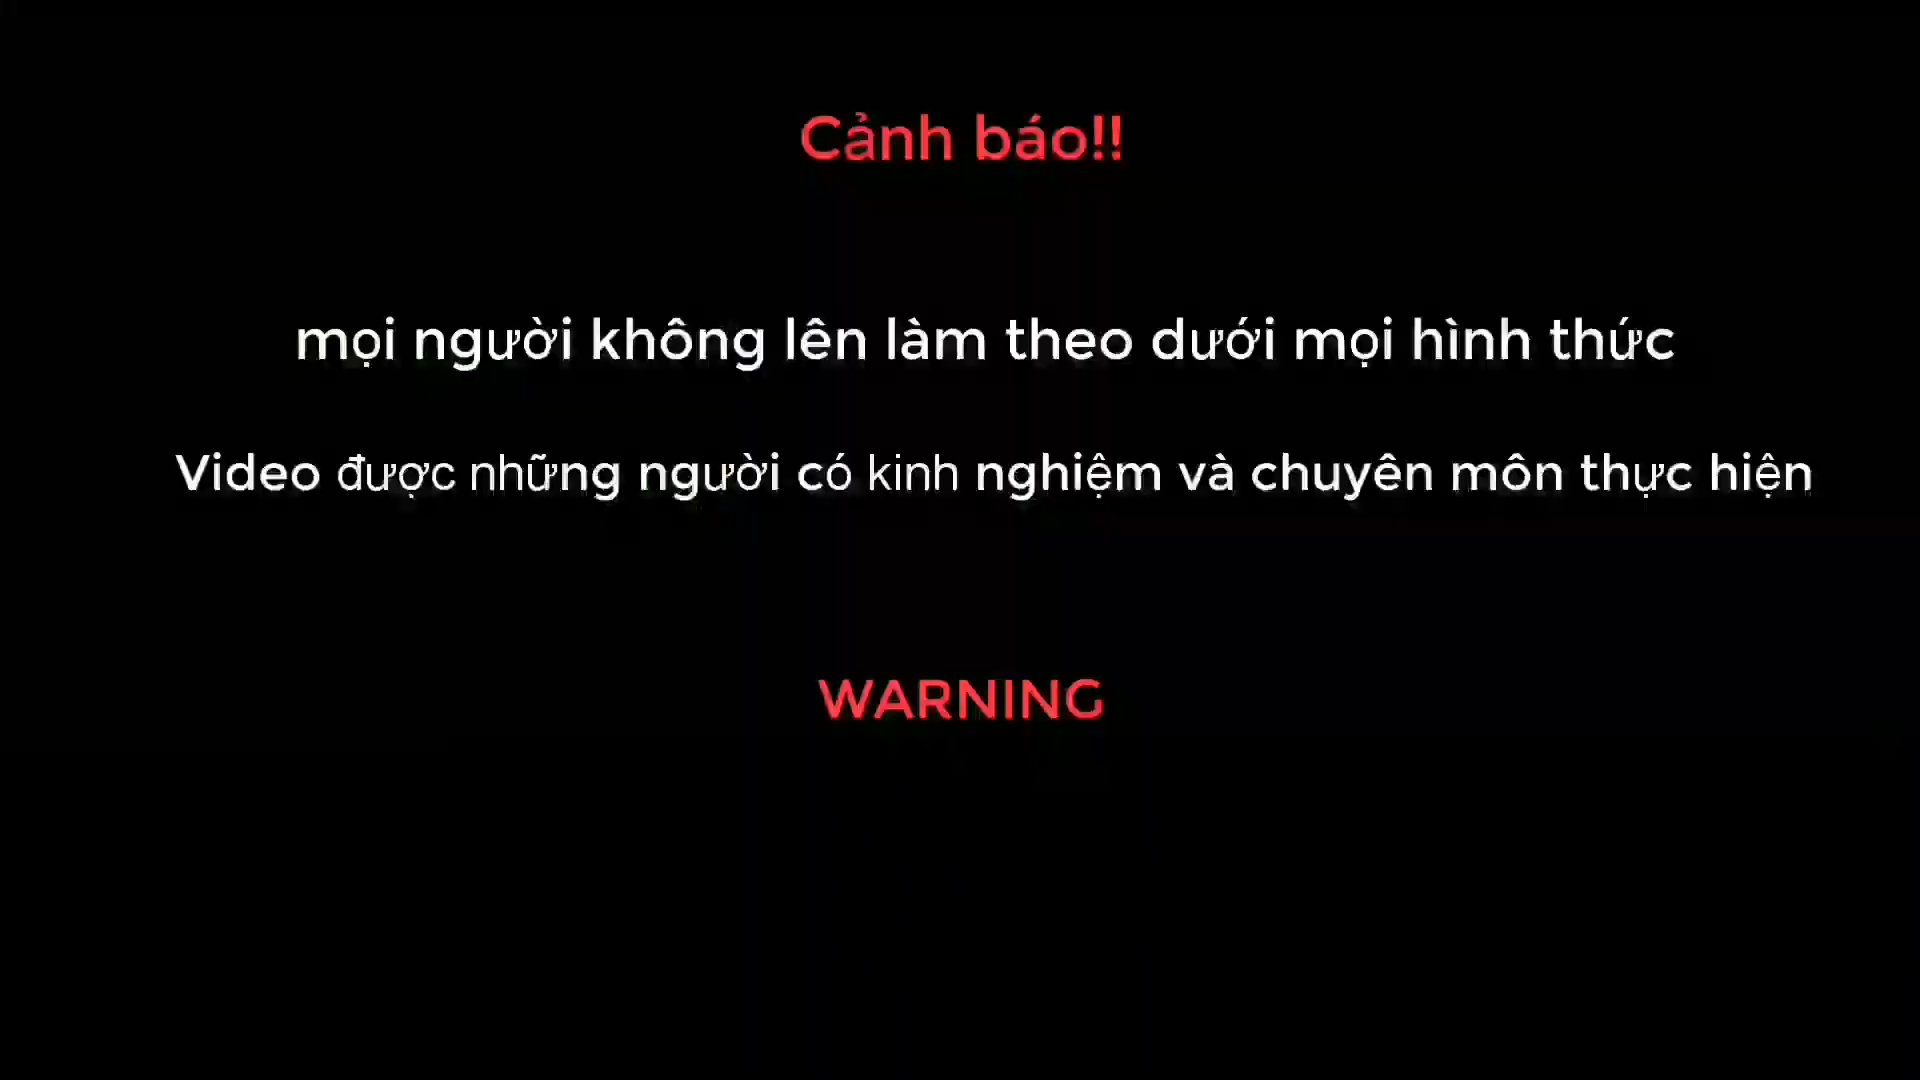 Cảnh báo!!
mọi người không lên làm theo dưới mọi hình thức
Video được những người có kinh nghiệm và chuyên môn thực hiện
WARNING